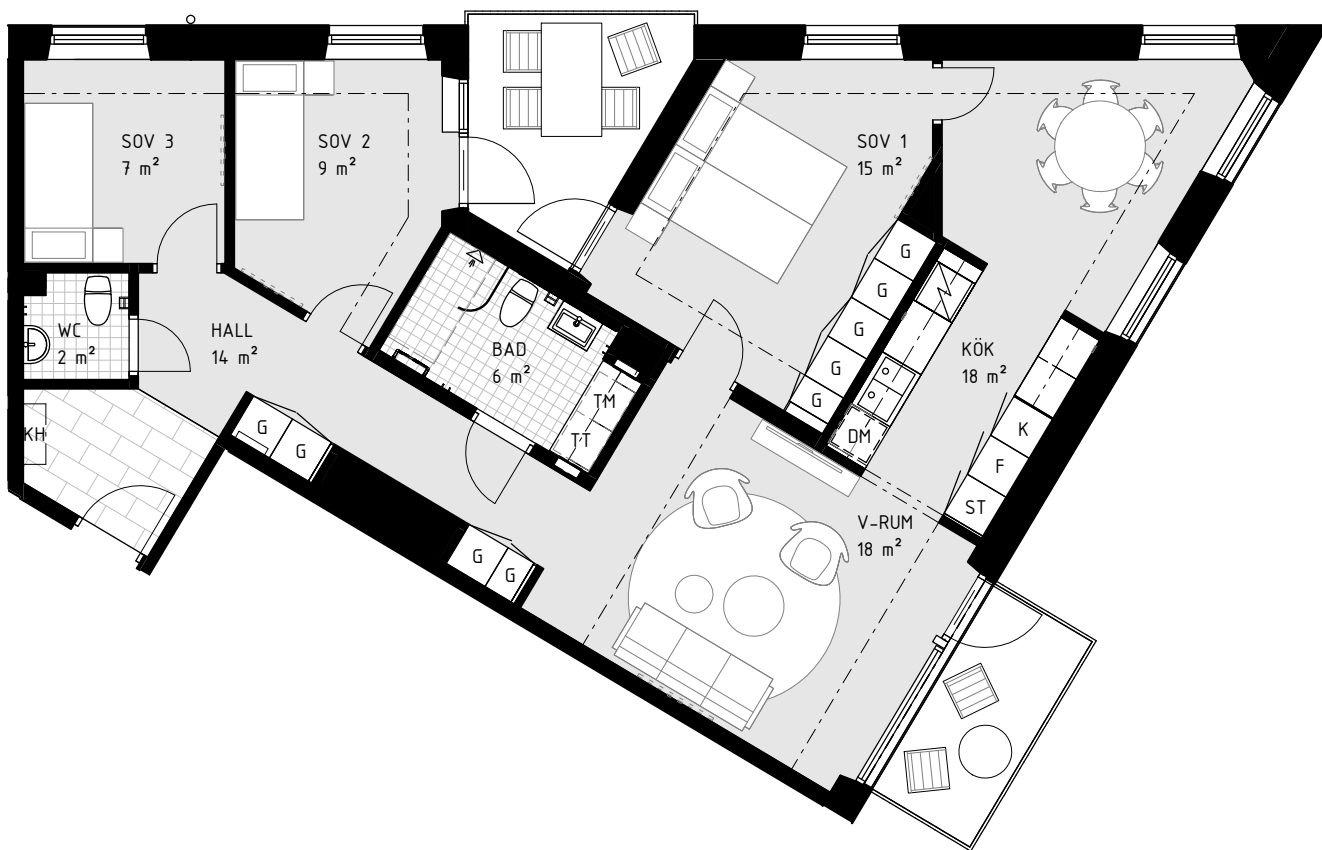 SOV 3
7 m²
SOV 2
9 m²
SOV 1
15 m²
WC
2 m²
HALL
14 m²
BAD
6 m²
KÖK
18 m²
V-RUM
18 m²
KH
G
G
G
G
G
G
G
G
G
TM
TT
DM
K
F
ST